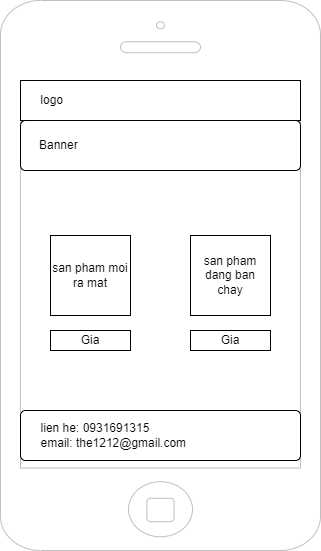 logo
Banner
san pham moi
ra mat
san pham
dang ban
chay
Gia
Gia
lien he: 0931691315
email: the1212@gmail.com